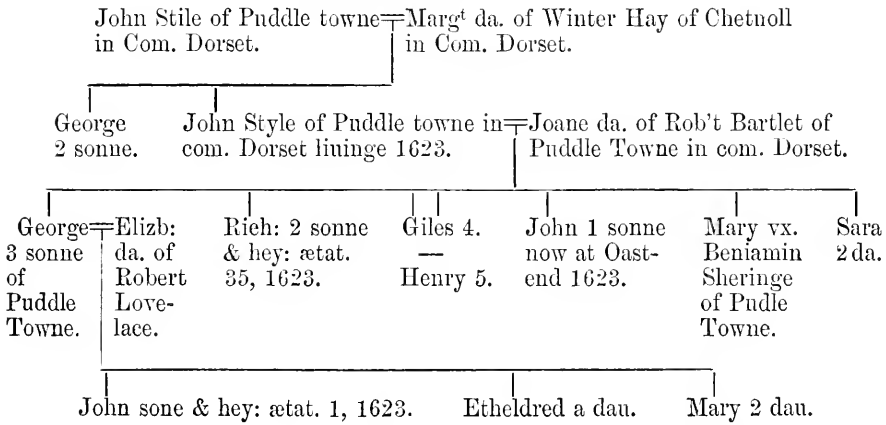 John Stile of Puddle towne Margᵗ da. of Winter Hay of Chetnoll
in Com. Dorset. in Com. Dorset.
George John Style of Puddle towne in Joane da. of Rob't Bartlet of
2 sonne. com. Dorset liuinge 1623. Puddle Towne in com. Dorset.
George Elizb: Rich: 2 sonne Giles 4. John 1 sonne Mary vx. Sara
3 sonne da. of & hey: ætat. — now at Oast- Beniamin 2 da.
of Robert 35, 1623. Henry 5. end 1623. Sheringe
Puddle Love- of Pudle
Towne. lace. Towne.
John sone & hey: ætat. 1, 1623. Etheldred a dau. Mary 2 dau.